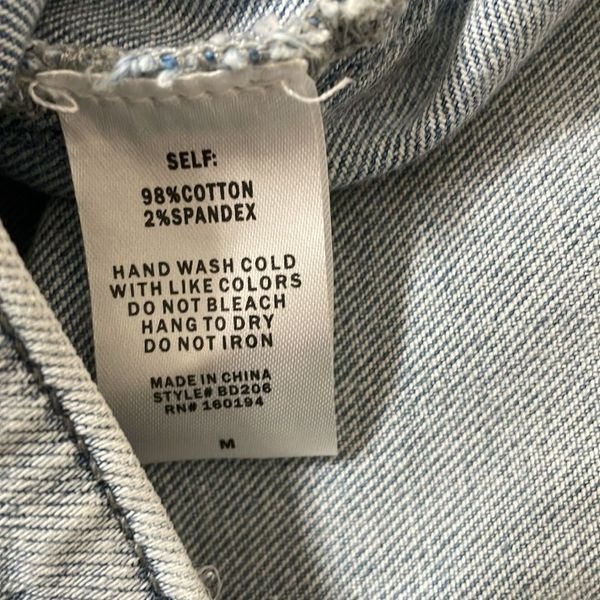 SELF:
98%COTTON
2%SPANDEX
HAND WASH COLD
WITH LIKE COLORS
DO NOT BLEACH
HANG TO DRY
DO NOT IRON
MADE IN CHINA
STYLE# BD206
RN# 160194
M